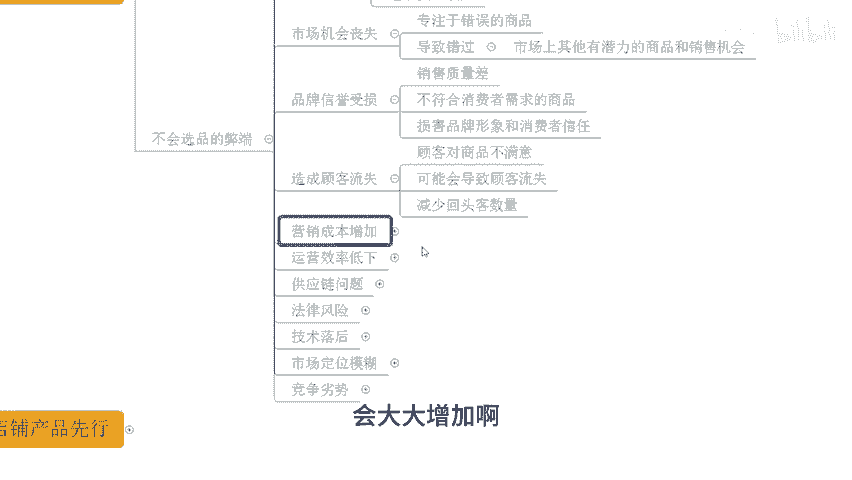 专注于错误的商品
市场机会丧失
导致错过
市场上其他有潜力的商品和销售机会
bilibili
销售质量差
品牌信誉受损
不符合消费者需求的商品
损害品牌形象和消费者信任
不会选品的弊端
顾客对商品不满意
造成顾客流失
可能会导致顾客流失
减少回头客数量
营销成本增加
运营效率低下
供应链问题
法律风险
技术落后
市场定位模糊
竞争劣势
会大大增加啊
店铺产品先行